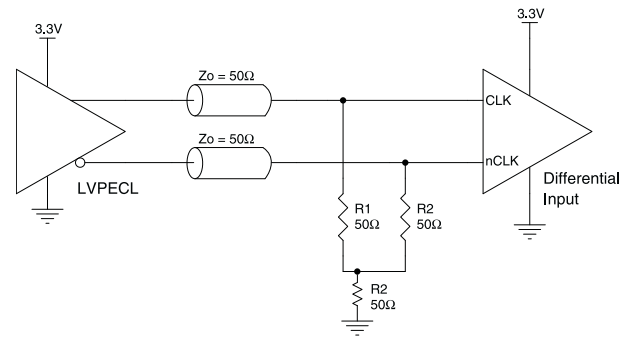 3.3V
3.3V
Zo = 50Ω
CLK
Zo = 50Ω
nCLK
LVPECL
Differential
Input
R1
50Ω
R2
50Ω
R2
50Ω